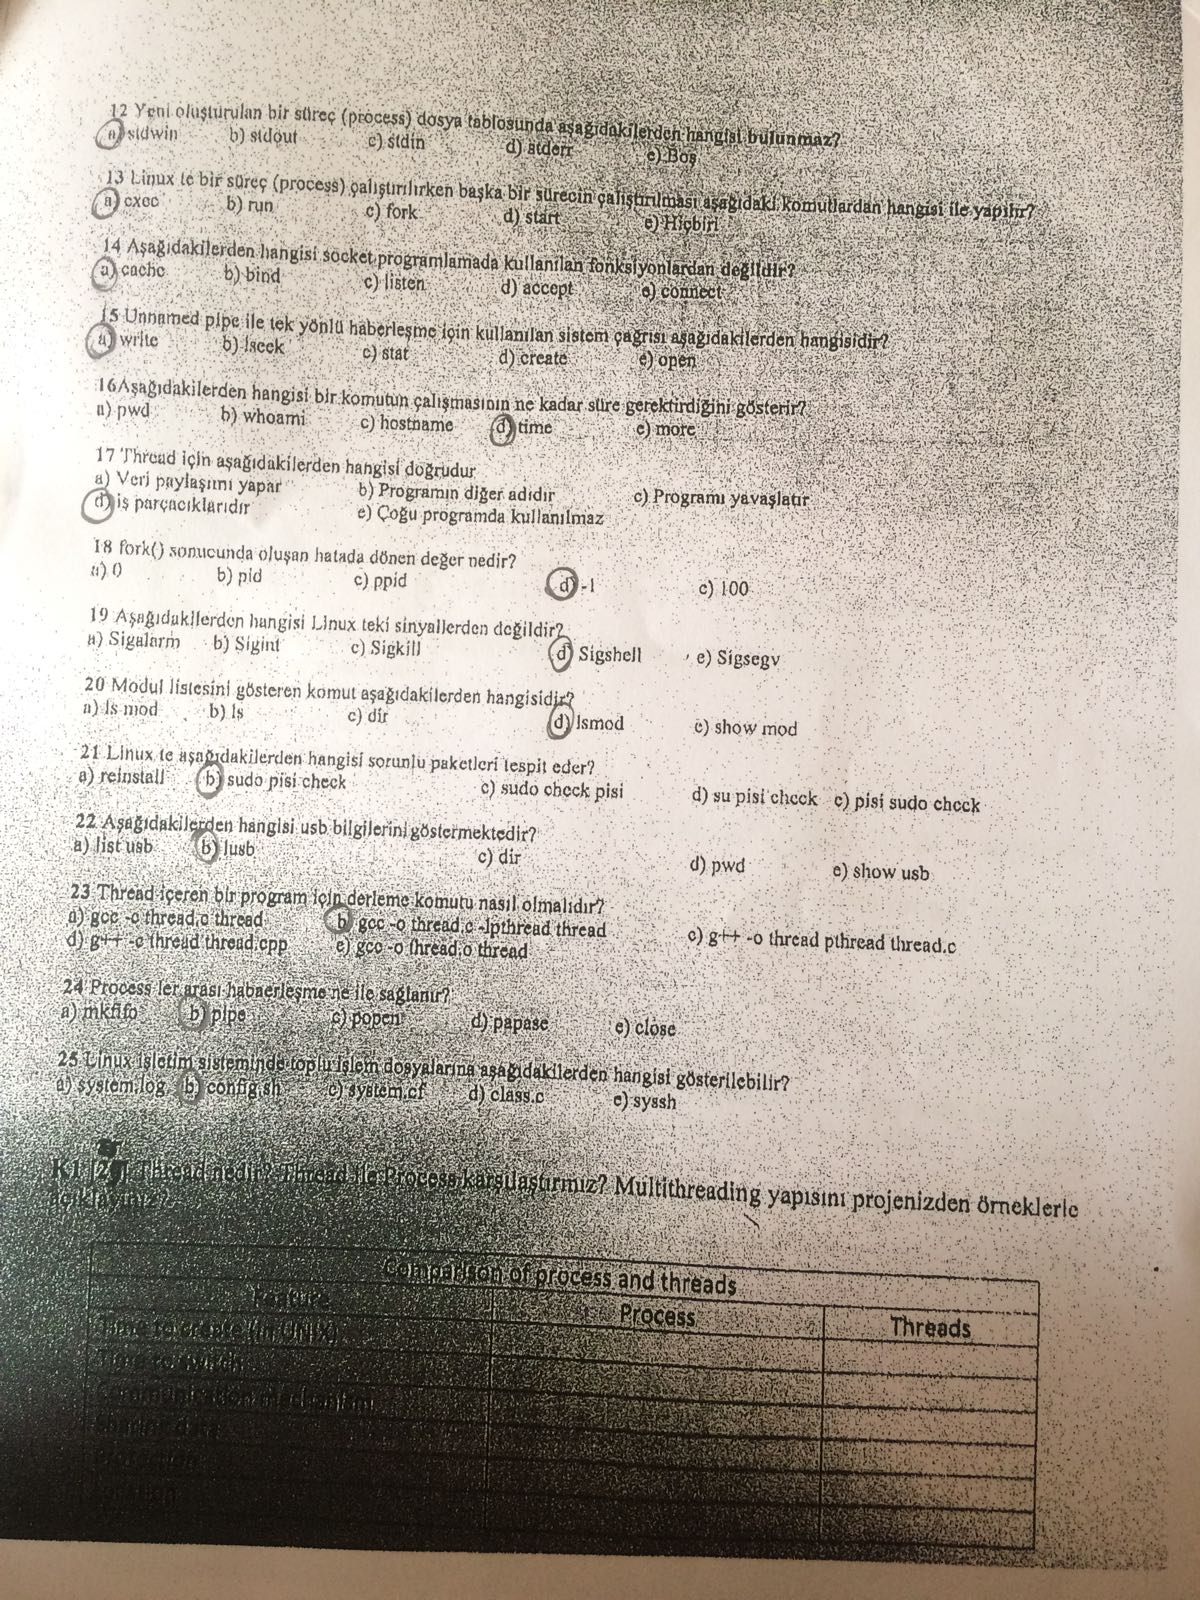 12 Yeni oluşturulan bir süreç (process) dosya tablosunda aşağıdakilerden hangisi bulunmaz?
a) stdwin b) stdout c) stdin d) stderr e) Boş
13 Linux te bir süreç (process) çalıştırılırken başka bir sürecin çalıştırılması aşağıdaki komutlardan hangisi ile yapılır?
a) exec b) run c) fork d) start e) Hiçbiri
14 Aşağıdakilerden hangisi socket programlamada kullanılan fonksiyonlardan değildir?
a) cache b) bind c) listen d) accept e) connect
15 Unnamed pipe ile tek yönlü haberleşme için kullanılan sistem çağrısı aşağıdakilerden hangisidir?
a) write b) lseek c) stat d) create e) open
16Aşağıdakilerden hangisi bir komutun çalışmasının ne kadar süre gerektirdiğini gösterir?
a) pwd b) whoami c) hostname d) time e) more
17 Thread için aşağıdakilerden hangisi doğrudur
a) Veri paylaşımı yapar b) Programın diğer adıdır c) Programı yavaşlatır
d) iş parçacıklarıdır e) Çoğu programda kullanılmaz
18 fork() sonucunda oluşan hatada dönen değer nedir?
a) 0 b) pid c) ppid d) -1 e) 100
19 Aşağıdakilerden hangisi Linux teki sinyallerden değildir?
a) Sigalarm b) Sigint c) Sigkill d) Sigshell e) Sigsegv
20 Modul listesini gösteren komut aşağıdakilerden hangisidir?
a) ls mod b) ls c) dir d) lsmod e) show mod
21 Linux te aşağıdakilerden hangisi sorunlu paketleri tespit eder?
a) reinstall b) sudo pisi check c) sudo check pisi d) su pisi check e) pisi sudo check
22 Aşağıdakilerden hangisi usb bilgilerini göstermektedir?
a) list usb b) lusb c) dir d) pwd e) show usb
23 Thread içeren bir program için derleme komutu nasıl olmalıdır?
a) gcc -o thread.c thread b) gcc -o thread.c -lpthread thread c) g++ -o thread pthread thread.c
d) g++ -c thread thread.cpp e) gcc -o thread.o thread
24 Process ler arası habaerleşme ne ile sağlanır?
a) mkfifo b) pipe c) popen d) papase e) close
25 Linux işletim sisteminde toplu işlem dosyalarına aşağıdakilerden hangisi gösterilebilir?
a) system.log b) config.sh c) system.cf d) class.c e) syssh
K1 Thread nedir? Thread ile Process karşılaştırınız? Multithreading yapısını projenizden örneklerle
açıklayınız?
Comparison of process and threads
Feature Process Threads
Time to create (in UNIX)
Time to switch
Communication mechanism